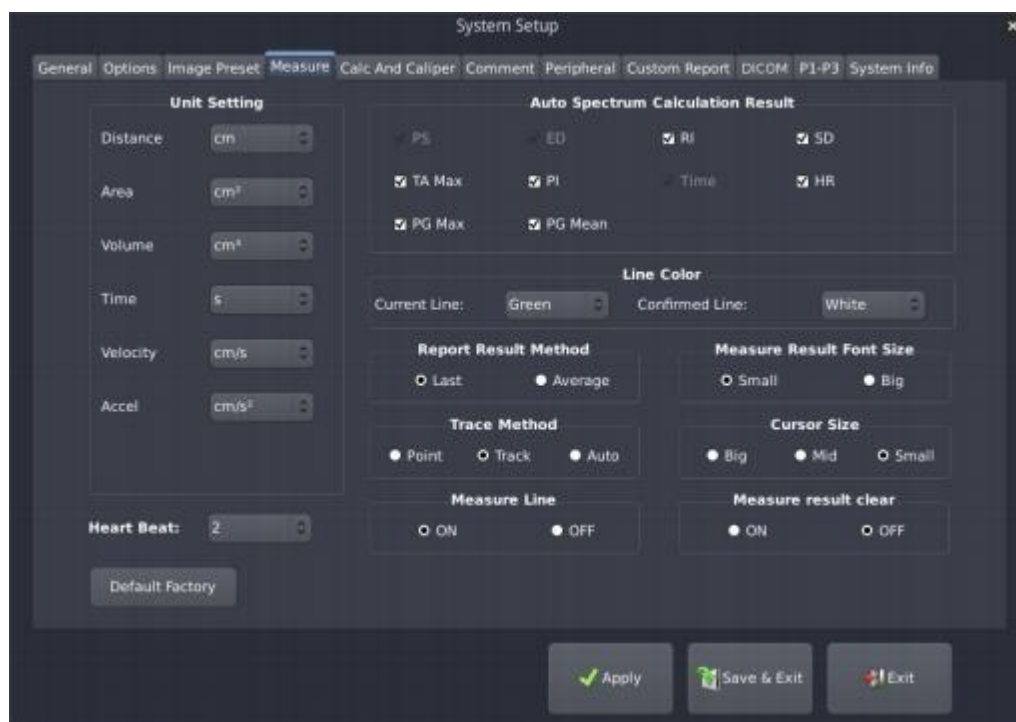 System Setup
General Options Image Preset Measure Calc And Caliper Comment Peripheral Custom Report DICOM P1-P3 System Info
Unit Setting
Distance cm
Area cm²
Volume
Time s
Velocity cm/s
Accel cm/s²
Heart Beat: 2
Default Factory
Auto Spectrum Calculation Result
PS ED RI SD
TA Max PI Time HR
PG Max PG Mean
Line Color
Current Line: Green Confirmed Line: White
Report Result Method
Last Average
Measure Result Font Size
Small Big
Trace Method
Point Track Auto
Cursor Size
Big Mid Small
Measure Line
ON OFF
Measure result clear
ON OFF
Apply Save & Exit Exit